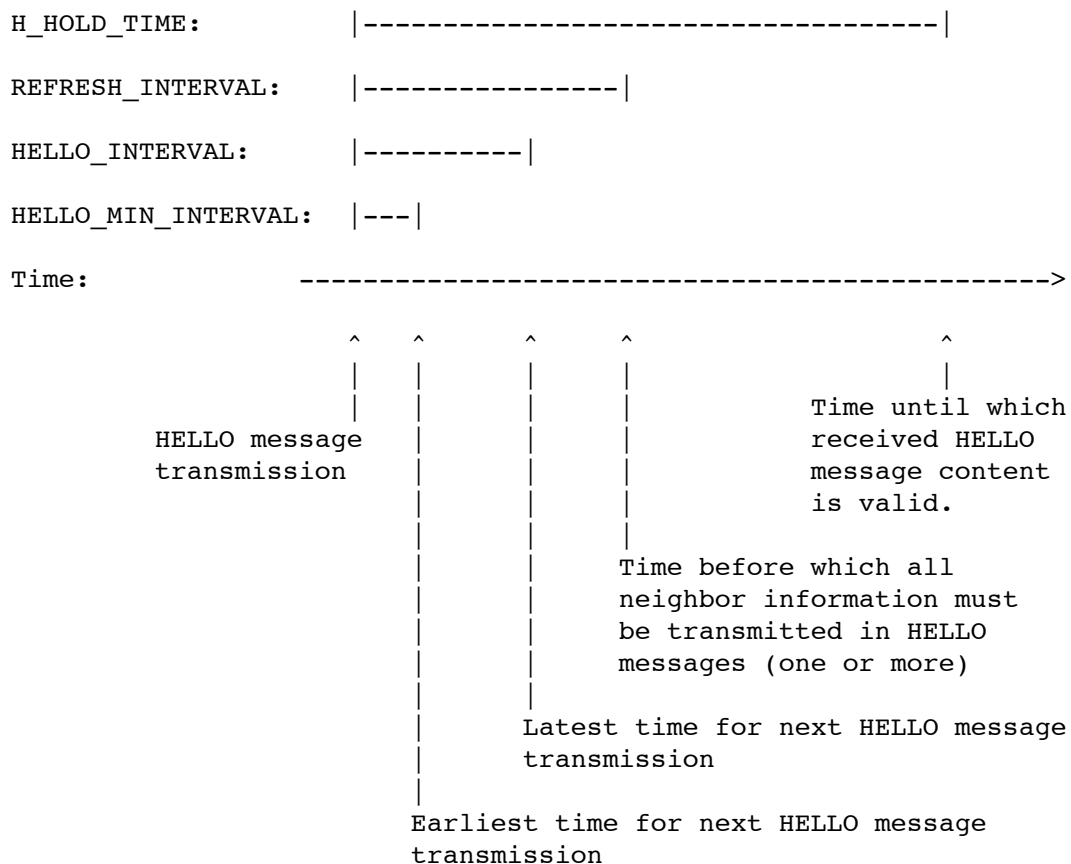 H_HOLD_TIME:         |------------------------------------|

REFRESH_INTERVAL:    |----------------|

HELLO_INTERVAL:      |----------|

HELLO_MIN_INTERVAL:  |---|

Time:             ----------------------------------------------->

                     ^   ^      ^     ^                   ^
                     |   |      |     |                   |
                     |   |      |     |           Time until which
         HELLO message   |      |     |           received HELLO
         transmission    |      |     |           message content
                         |      |     |           is valid.
                         |      |     |
                         |      |     Time before which all
                         |      |     neighbor information must
                         |      |     be transmitted in HELLO
                         |      |     messages (one or more)
                         |      |
                         |      Latest time for next HELLO message
                         |      transmission
                         |
                         Earliest time for next HELLO message
                         transmission